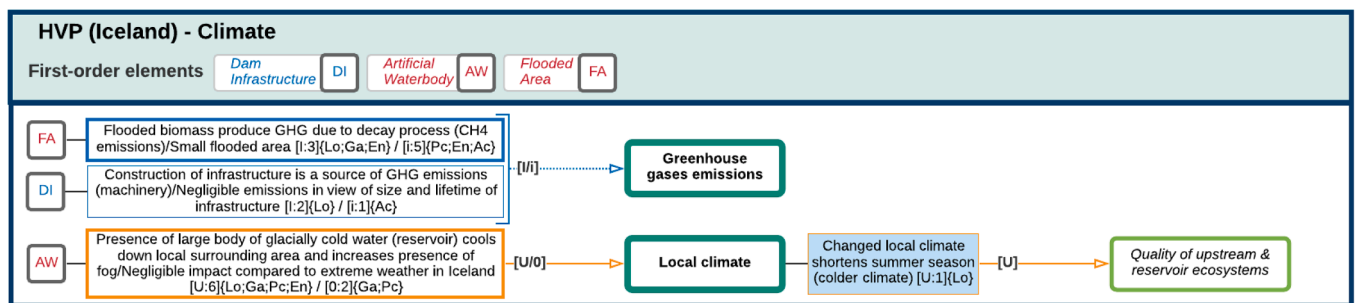 HVP (Iceland) - Climate
First-order elements
Dam
Infrastructure
DI
Artificial
Waterbody
AW
Flooded
Area
FA
FA
Flooded biomass produce GHG due to decay process (CH4
emissions)/Small flooded area [I:3]{Lo;Ga;En} / [i:5]{Pc;En;Ac}
DI
Construction of infrastructure is a source of GHG emissions
(machinery)/Negligible emissions in view of size and lifetime of
infrastructure [I:2]{Lo} / [i:1]{Ac}
[I/i]
Greenhouse
gases emissions
AW
Presence of large body of glacially cold water (reservoir) cools
down local surrounding area and increases presence of
fog/Negligible impact compared to extreme weather in Iceland
[U:6]{Lo;Ga;Pc;En} / [0:2]{Ga;Pc}
[U/0]
Local climate
Changed local climate
shortens summer season
(colder climate) [U:1]{Lo}
[U]
Quality of upstream &
reservoir ecosystems